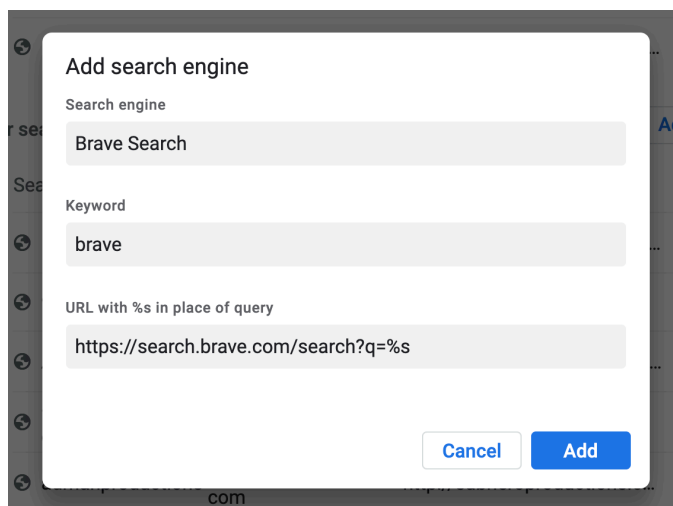 Add search engine
Search engine
Brave Search
Keyword
brave
URL with %s in place of query
https://search.brave.com/search?q=%s
Cancel
Add
com